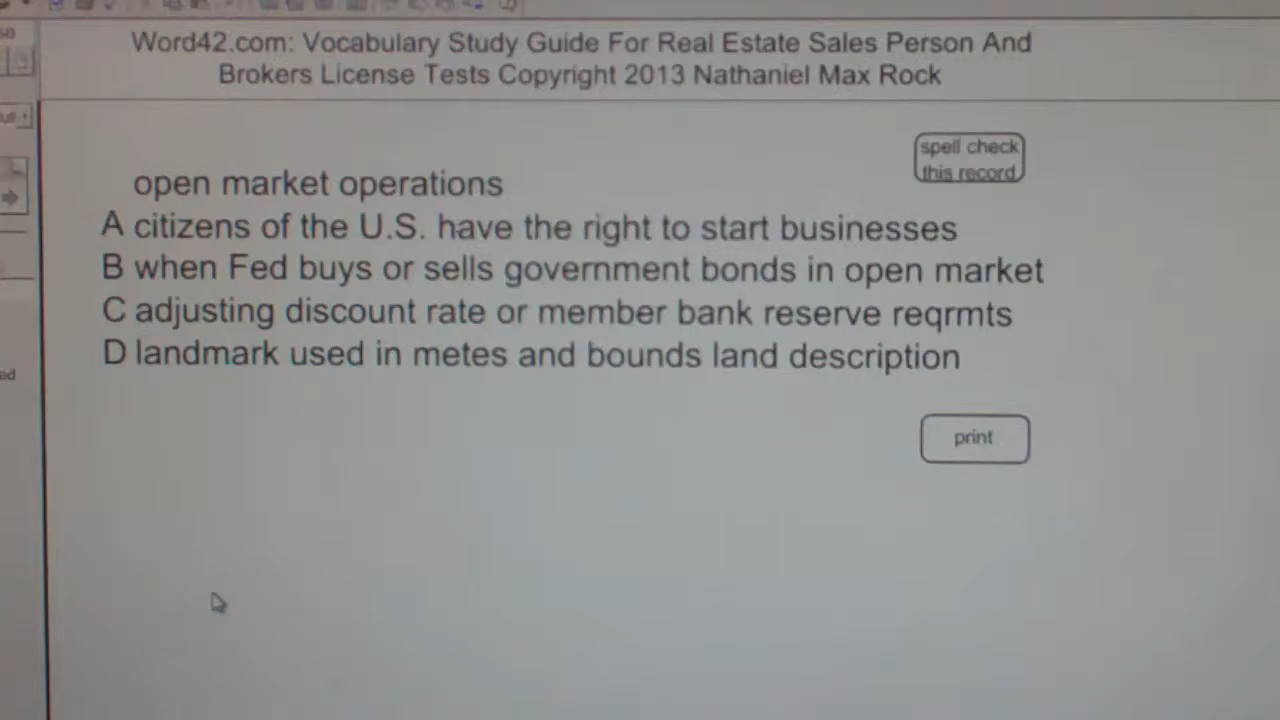 Word42.com: Vocabulary Study Guide For Real Estate Sales Person And
Brokers License Tests Copyright 2013 Nathaniel Max Rock
spell check
this record
open market operations
A citizens of the U.S. have the right to start businesses
B when Fed buys or sells government bonds in open market
C adjusting discount rate or member bank reserve reqrmts
D landmark used in metes and bounds land description
print